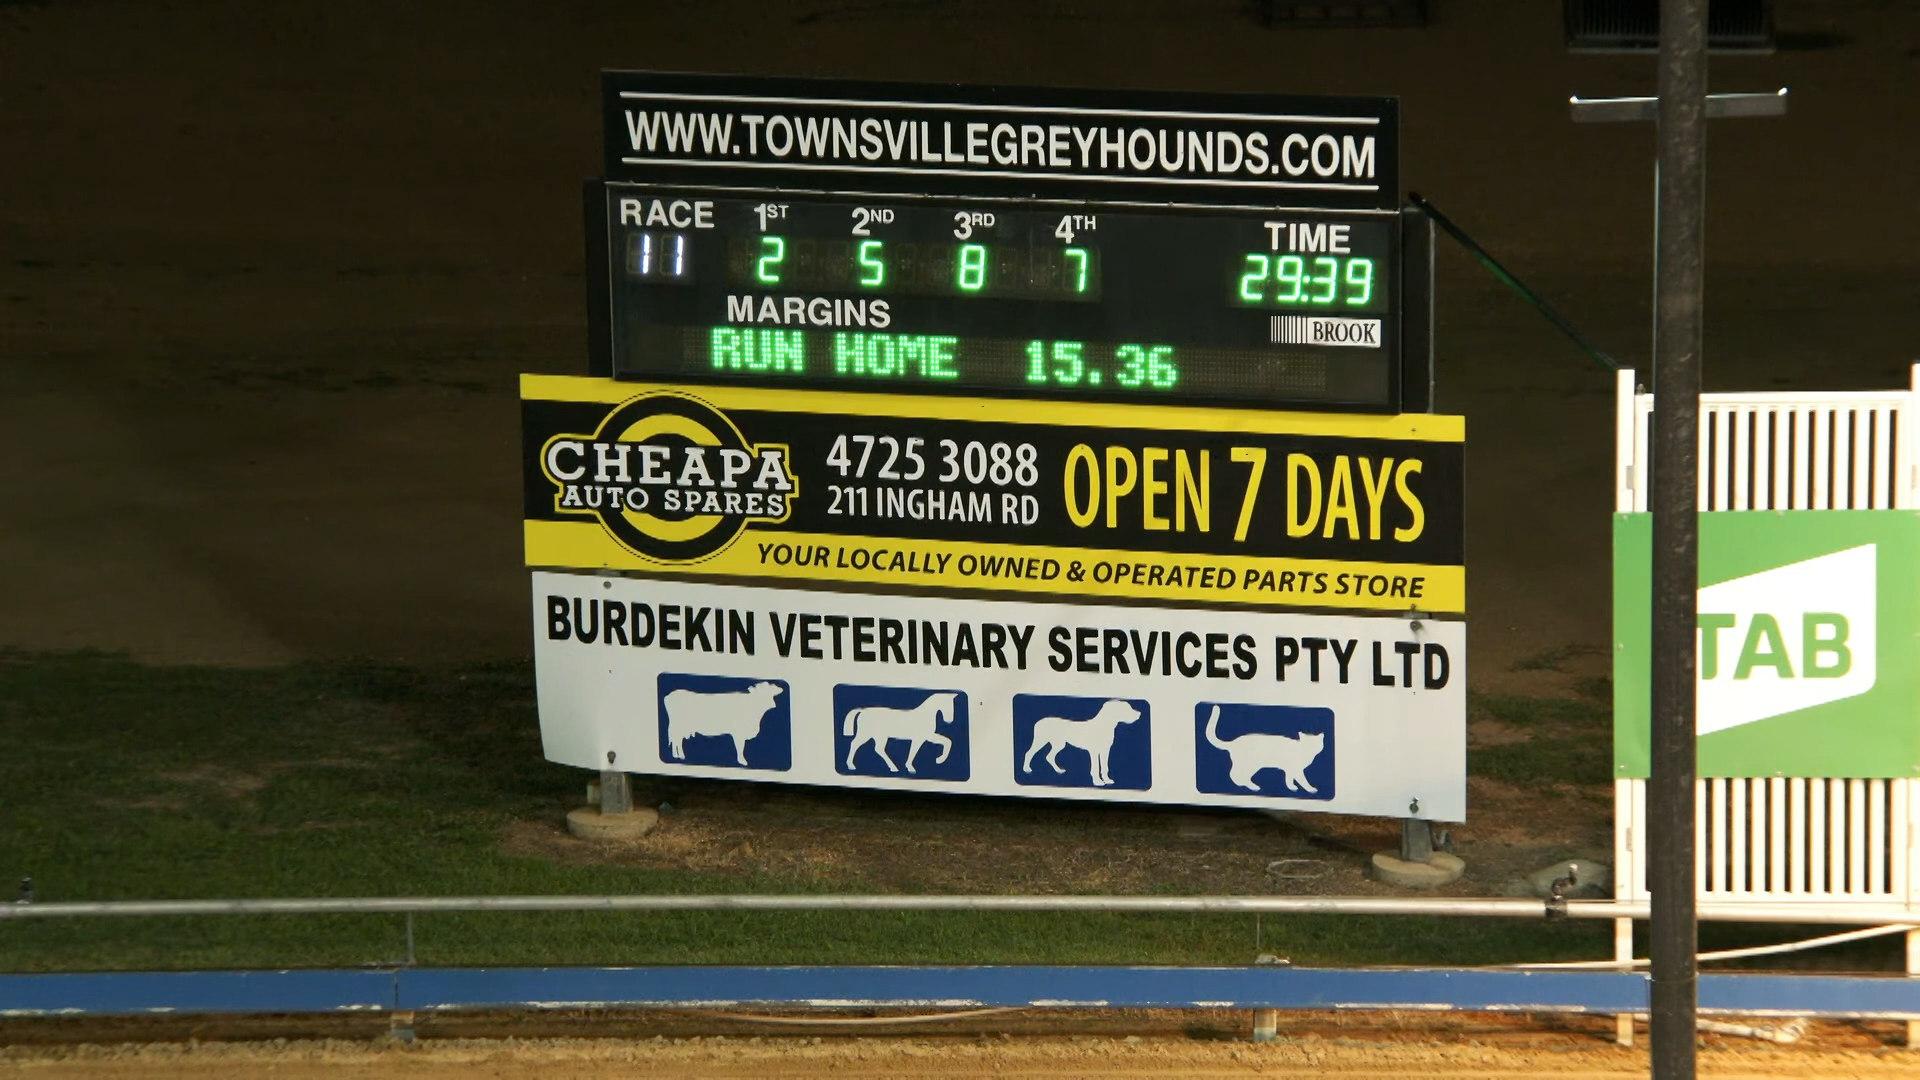 WWW.TOWNSVILLEGREYHOUNDS.COM
RACE 1ST 2ND 3RD 4TH TIME
11 2 5 8 7 29:39
MARGINS
BROOK
RUN HOME 15.36
CHEAPA
AUTO SPARES
4725 3088
211 INGHAM RD
OPEN 7 DAYS
YOUR LOCALLY OWNED & OPERATED PARTS STORE
BURDEKIN VETERINARY SERVICES PTY LTD
TAB